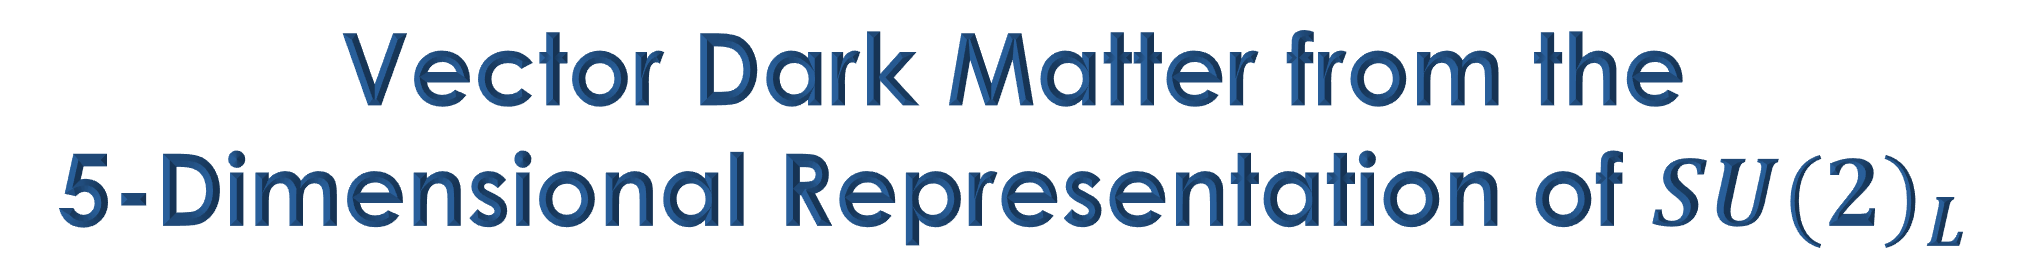 Vector Dark Matter from the
5-Dimensional Representation of $SU(2)_L$